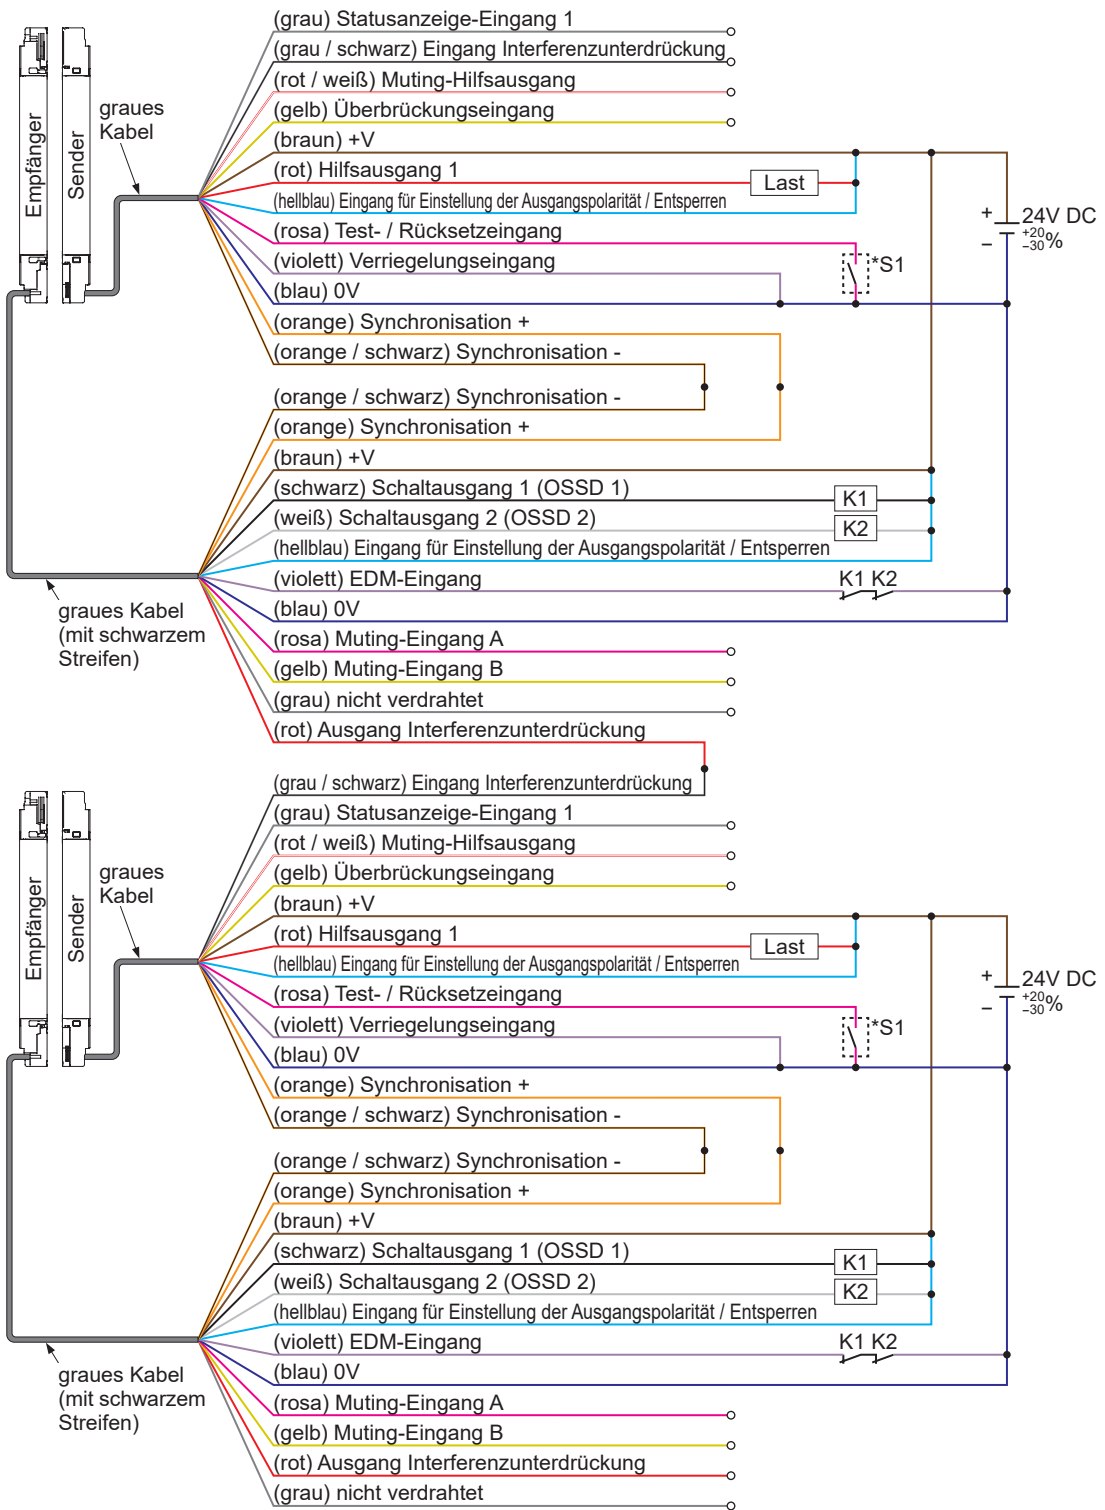 (grau) Statusanzeige-Eingang 1
(grau / schwarz) Eingang Interferenzunterdrückung
(rot / weiß) Muting-Hilfsausgang
(gelb) Überbrückungseingang
(braun) +V
(rot) Hilfsausgang 1
Last
(hellblau) Eingang für Einstellung der Ausgangspolarität / Entsperren
(rosa) Test- / Rücksetzeingang
(violett) Verriegelungseingang
(blau) 0V
(orange) Synchronisation +
(orange / schwarz) Synchronisation -
graues
Kabel
Empfänger
Sender
*S1
+
24V DC
+20
-30 %
–
(orange / schwarz) Synchronisation -
(orange) Synchronisation +
(braun) +V
(schwarz) Schaltausgang 1 (OSSD 1)
K1
(weiß) Schaltausgang 2 (OSSD 2)
K2
(hellblau) Eingang für Einstellung der Ausgangspolarität / Entsperren
(violett) EDM-Eingang
K1 K2
(blau) 0V
(rosa) Muting-Eingang A
(gelb) Muting-Eingang B
(grau) nicht verdrahtet
(rot) Ausgang Interferenzunterdrückung
graues Kabel
(mit schwarzem
Streifen)
(grau / schwarz) Eingang Interferenzunterdrückung
(grau) Statusanzeige-Eingang 1
(rot / weiß) Muting-Hilfsausgang
(gelb) Überbrückungseingang
(braun) +V
(rot) Hilfsausgang 1
Last
(hellblau) Eingang für Einstellung der Ausgangspolarität / Entsperren
(rosa) Test- / Rücksetzeingang
(violett) Verriegelungseingang
(blau) 0V
(orange) Synchronisation +
(orange / schwarz) Synchronisation -
graues
Kabel
Empfänger
Sender
*S1
+
24V DC
+20
-30 %
–
(orange / schwarz) Synchronisation -
(orange) Synchronisation +
(braun) +V
(schwarz) Schaltausgang 1 (OSSD 1)
K1
(weiß) Schaltausgang 2 (OSSD 2)
K2
(hellblau) Eingang für Einstellung der Ausgangspolarität / Entsperren
(violett) EDM-Eingang
K1 K2
(blau) 0V
(rosa) Muting-Eingang A
(gelb) Muting-Eingang B
(rot) Ausgang Interferenzunterdrückung
(grau) nicht verdrahtet
graues Kabel
(mit schwarzem
Streifen)